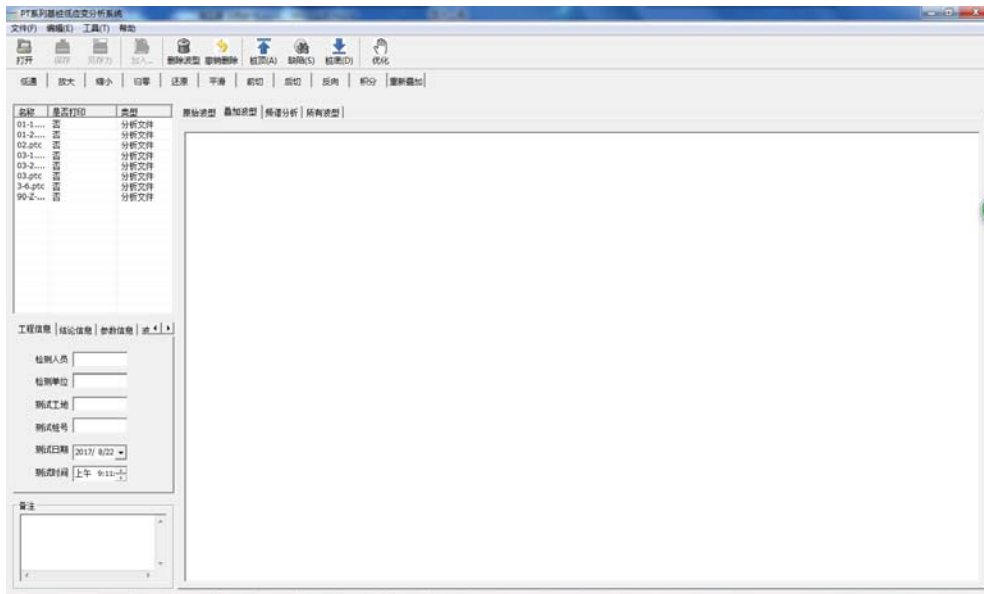 PT系列基桩低应变分析系统
文件(F) 编辑(E) 工具(T) 帮助
打开 保存 另存为 加入... 删除波型 撤销删除 桩顶(A) 缺陷(S) 桩底(D) 优化
低通 放大 缩小 归零 还原 平滑 前切 后切 反向 积分 重新叠加
名称 是否打印 类型
原始波型 叠加波型 频谱分析 所有波型
01-1.... 否 分析文件
01-2.... 否 分析文件
02.ptc 否 分析文件
03-1.... 否 分析文件
03-2.... 否 分析文件
03.ptc 否 分析文件
3-6.ptc 否 分析文件
90-Z-... 否 分析文件
工程信息 结论信息 参数信息 波
检测人员
检测单位
测试工地
测试桩号
测试日期 2017/ 8/22
测试时间 上午 9:11:
备注